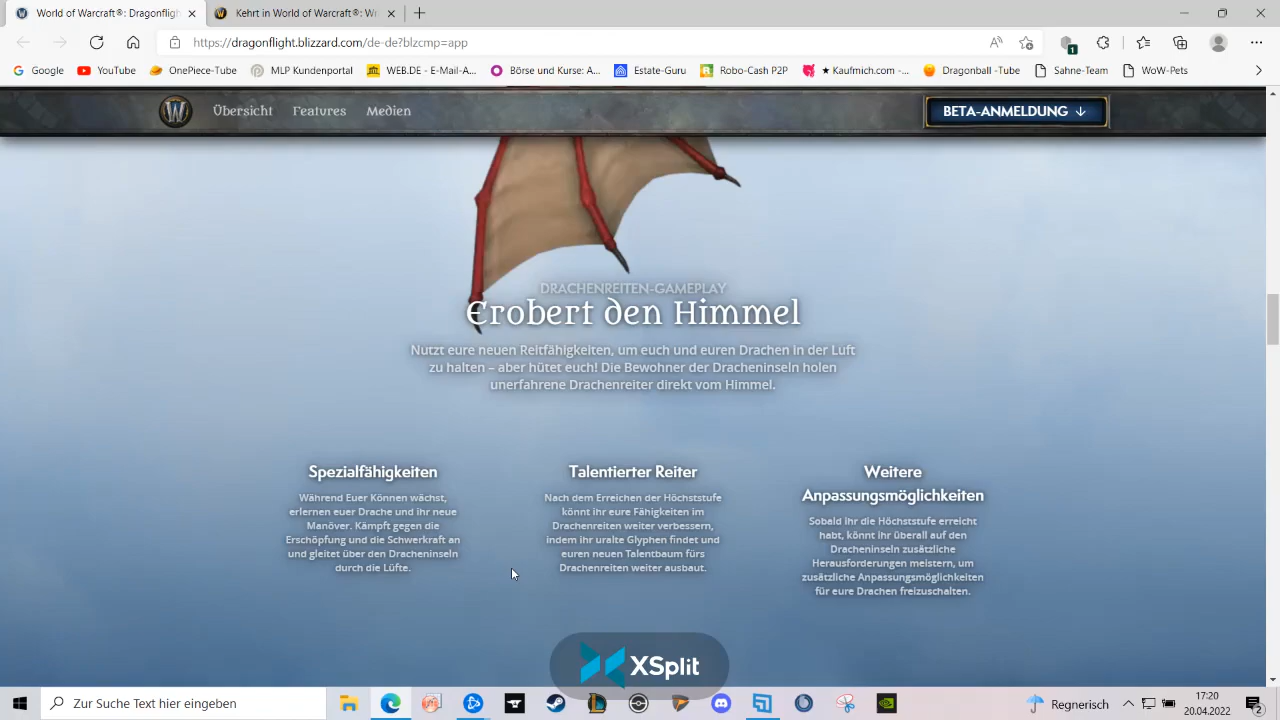 World of Warcraft®: Dragonflight
Kehrt in World of Warcraft®: W
https://dragonflight.blizzard.com/de-de?blzcmp=app
A
1
Google
YouTube
OnePiece-Tube
MLP Kundenportal
WEB.DE - E-Mail-A...
Börse und Kurse: A...
Estate-Guru
Robo-Cash P2P
★ Kaufmich.com -...
Dragonball -Tube
Sahne-Team
WoW-Pets
W
Übersicht
Features
Medien
BETA-ANMELDUNG
DRACHENREITEN-GAMEPLAY
Erobert den Himmel
Nutzt eure neuen Reitfähigkeiten, um euch und euren Drachen in der Luft
zu halten – aber hütet euch! Die Bewohner der Dracheninseln holen
unerfahrene Drachenreiter direkt vom Himmel.
Spezialfähigkeiten
Während Euer Können wächst,
erlernen euer Drache und ihr neue
Manöver. Kämpft gegen die
Erschöpfung und die Schwerkraft an
und gleitet über den Dracheninseln
durch die Lüfte.
Talentierter Reiter
Nach dem Erreichen der Höchststufe
könnt ihr eure Fähigkeiten im
Drachenreiten weiter verbessern,
indem ihr uralte Glyphen findet und
euren neuen Talentbaum fürs
Drachenreiten weiter ausbaut.
Weitere
Anpassungsmöglichkeiten
Sobald ihr die Höchststufe erreicht
habt, könnt ihr überall auf den
Dracheninseln zusätzliche
Herausforderungen meistern, um
zusätzliche Anpassungsmöglichkeiten
für eure Drachen freizuschalten.
XSplit
Zur Suche Text hier eingeben
Regnerisch
17:20
20.04.2022
2